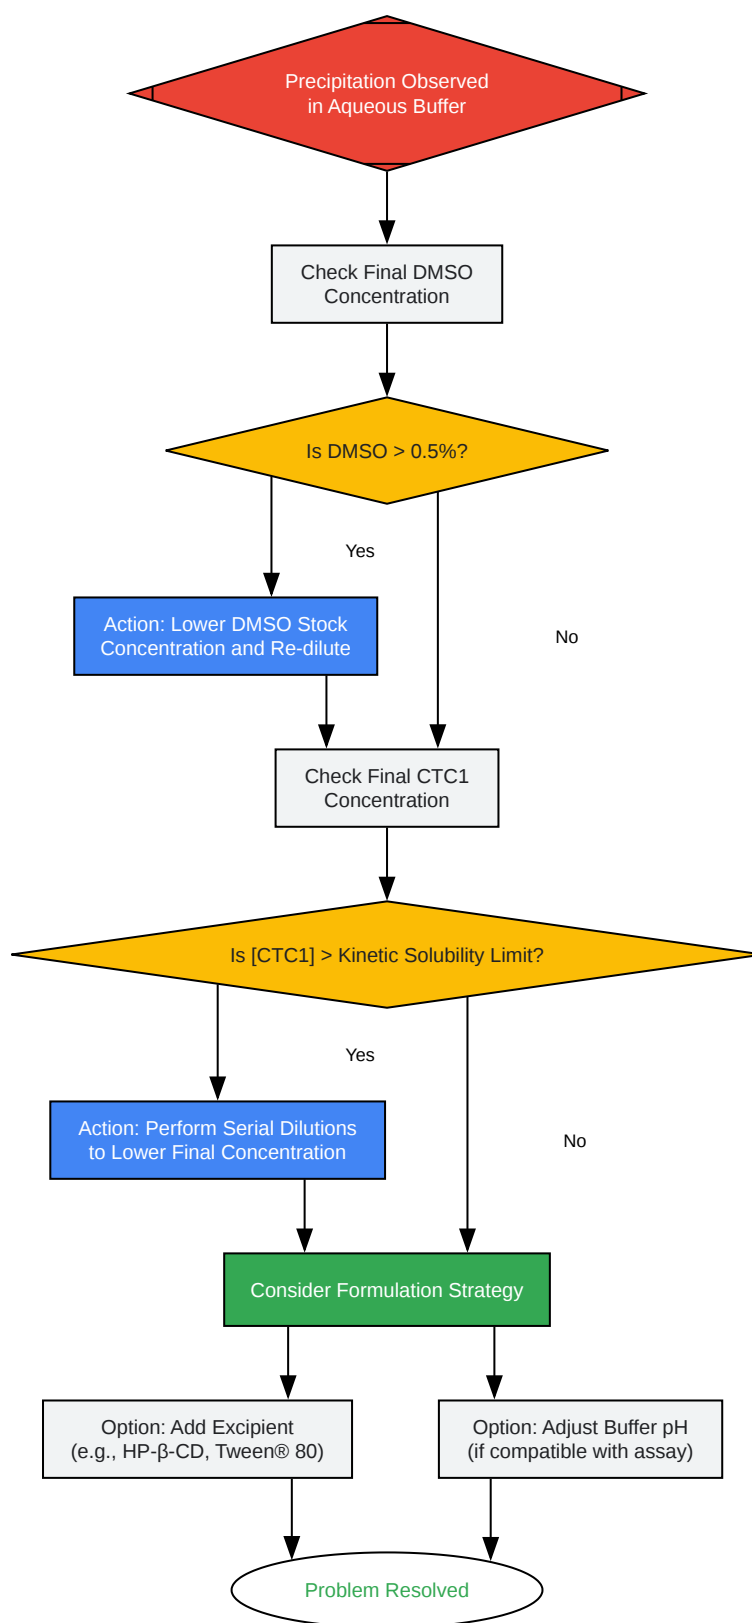 Precipitation Observed
in Aqueous Buffer
Check Final DMSO
Concentration
Is DMSO > 0.5%?
Yes
Action: Lower DMSO Stock
Concentration and Re-dilute
No
Check Final CTC1
Concentration
Is [CTC1] > Kinetic Solubility Limit?
Yes
Action: Perform Serial Dilutions
to Lower Final Concentration
No
Consider Formulation Strategy
Option: Add Excipient
(e.g., HP-β-CD, Tween® 80)
Option: Adjust Buffer pH
(if compatible with assay)
Problem Resolved